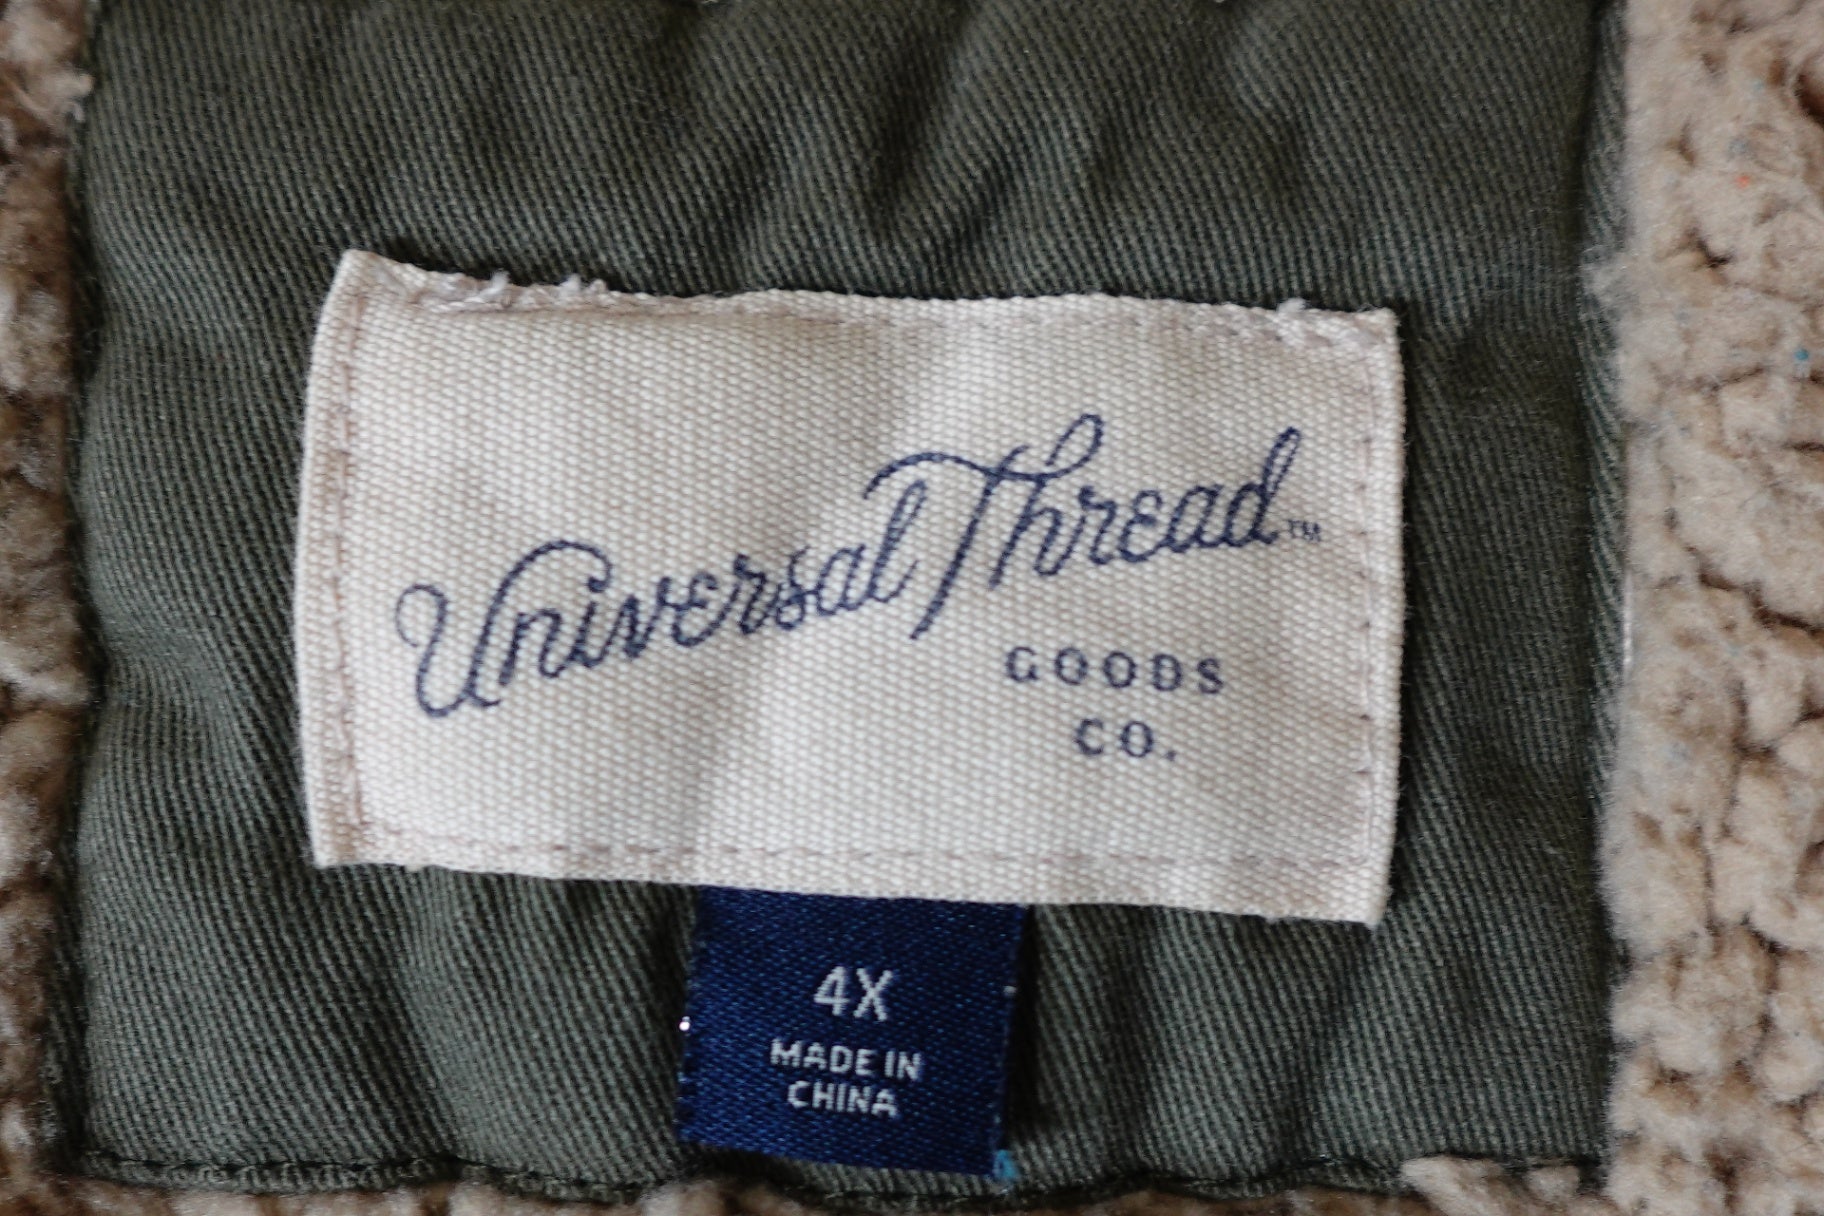 Universal Thread™
GOODS
CO.
4X
MADE IN
CHINA